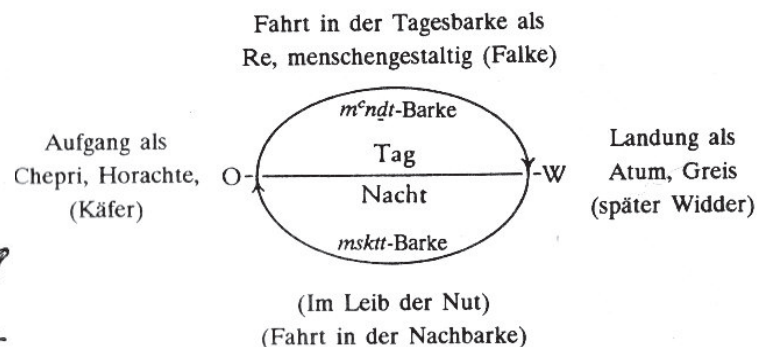 Fahrt in der Tagesbarke als
Re, menschengestaltig (Falke)
mꜥnḏt-Barke
Aufgang als
Chepri, Horachte,
(Käfer)
O-
Tag
Nacht
-W
Landung als
Atum, Greis
(später Widder)
msktt-Barke
(Im Leib der Nut)
(Fahrt in der Nachbarke)